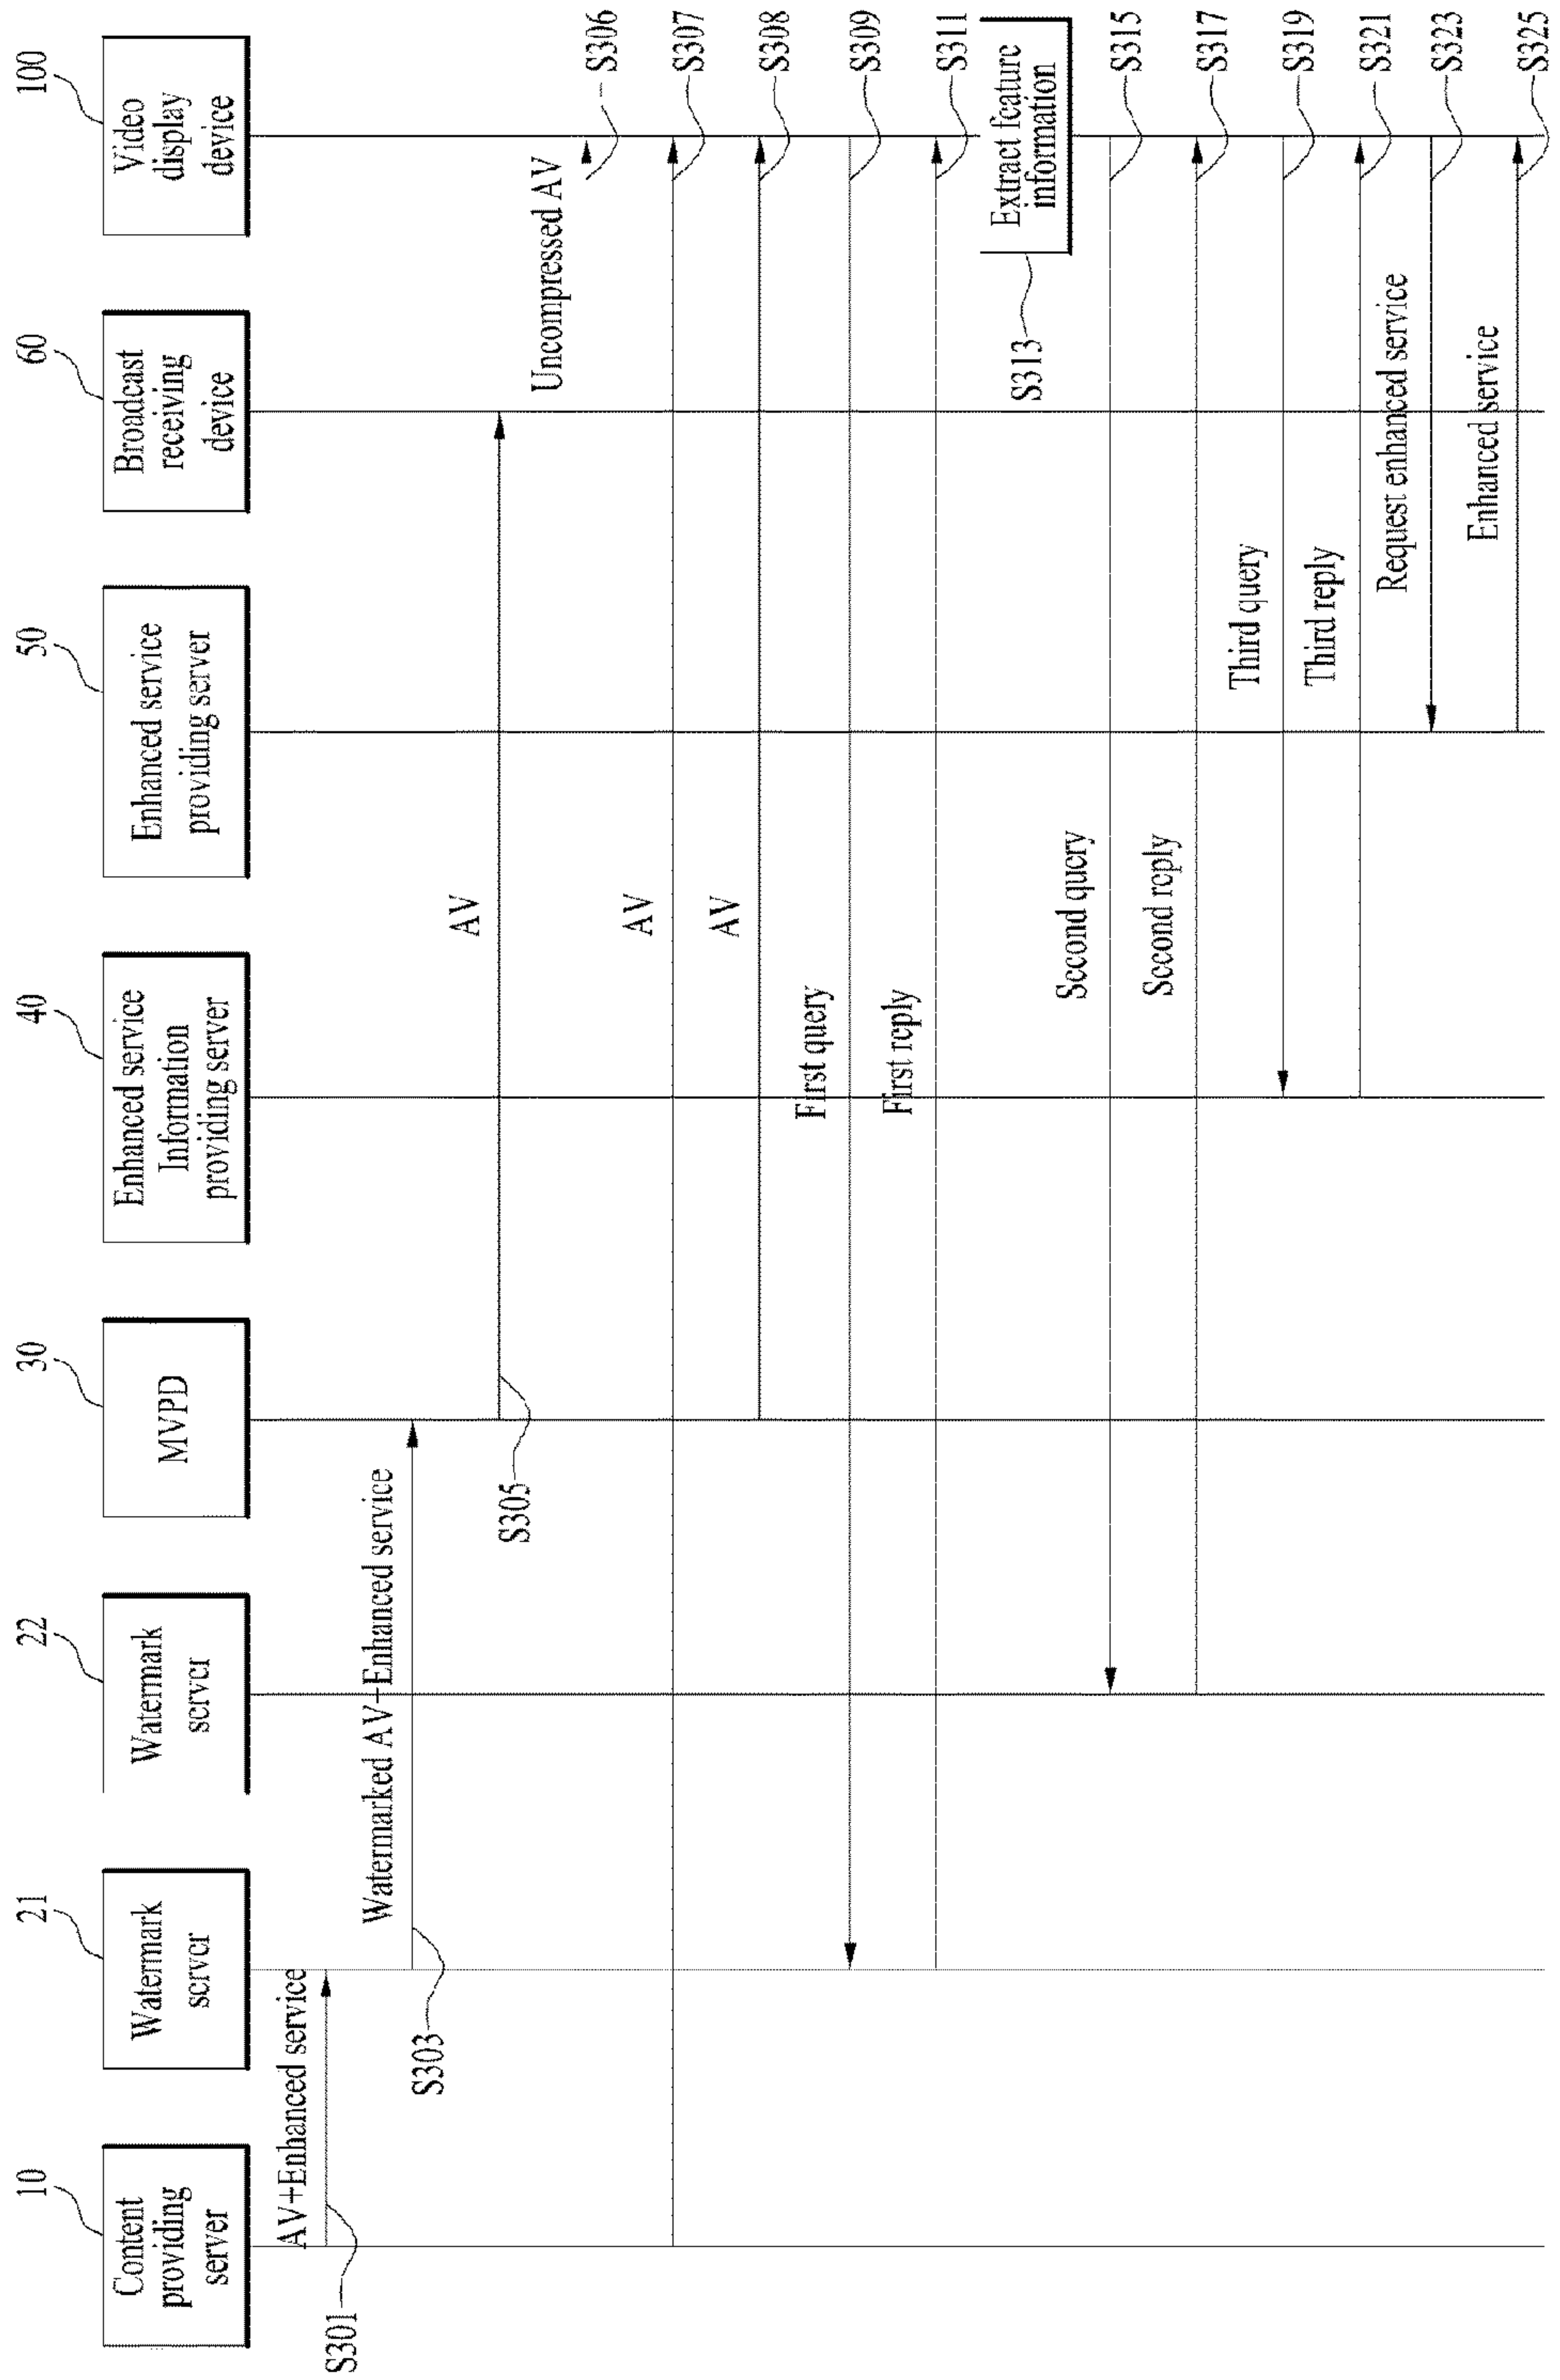 10
Content
providing
server
21
Watermark
server
22
Watermark
server
30
MVPD
40
Enhanced service
Information
providing server
50
Enhanced service
providing server
60
Broadcast
receiving
device
100
Video
display
device
AV+Enhanced service
S301
Watermarked AV+Enhanced service
S303
AV
S305
Uncompressed AV
S306
AV
S307
AV
S308
First query
S309
First reply
S311
Extract feature
information
S313
Second query
S315
Second reply
S317
Third query
S319
Third reply
S321
Request enhanced service
S323
Enhanced service
S325